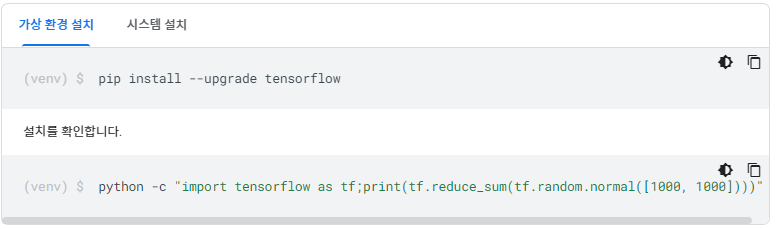 가상 환경 설치 시스템 설치
(venv) $ pip install --upgrade tensorflow
설치를 확인합니다.
(venv) $ python -c "import tensorflow as tf;print(tf.reduce_sum(tf.random.normal([1000, 1000])))"